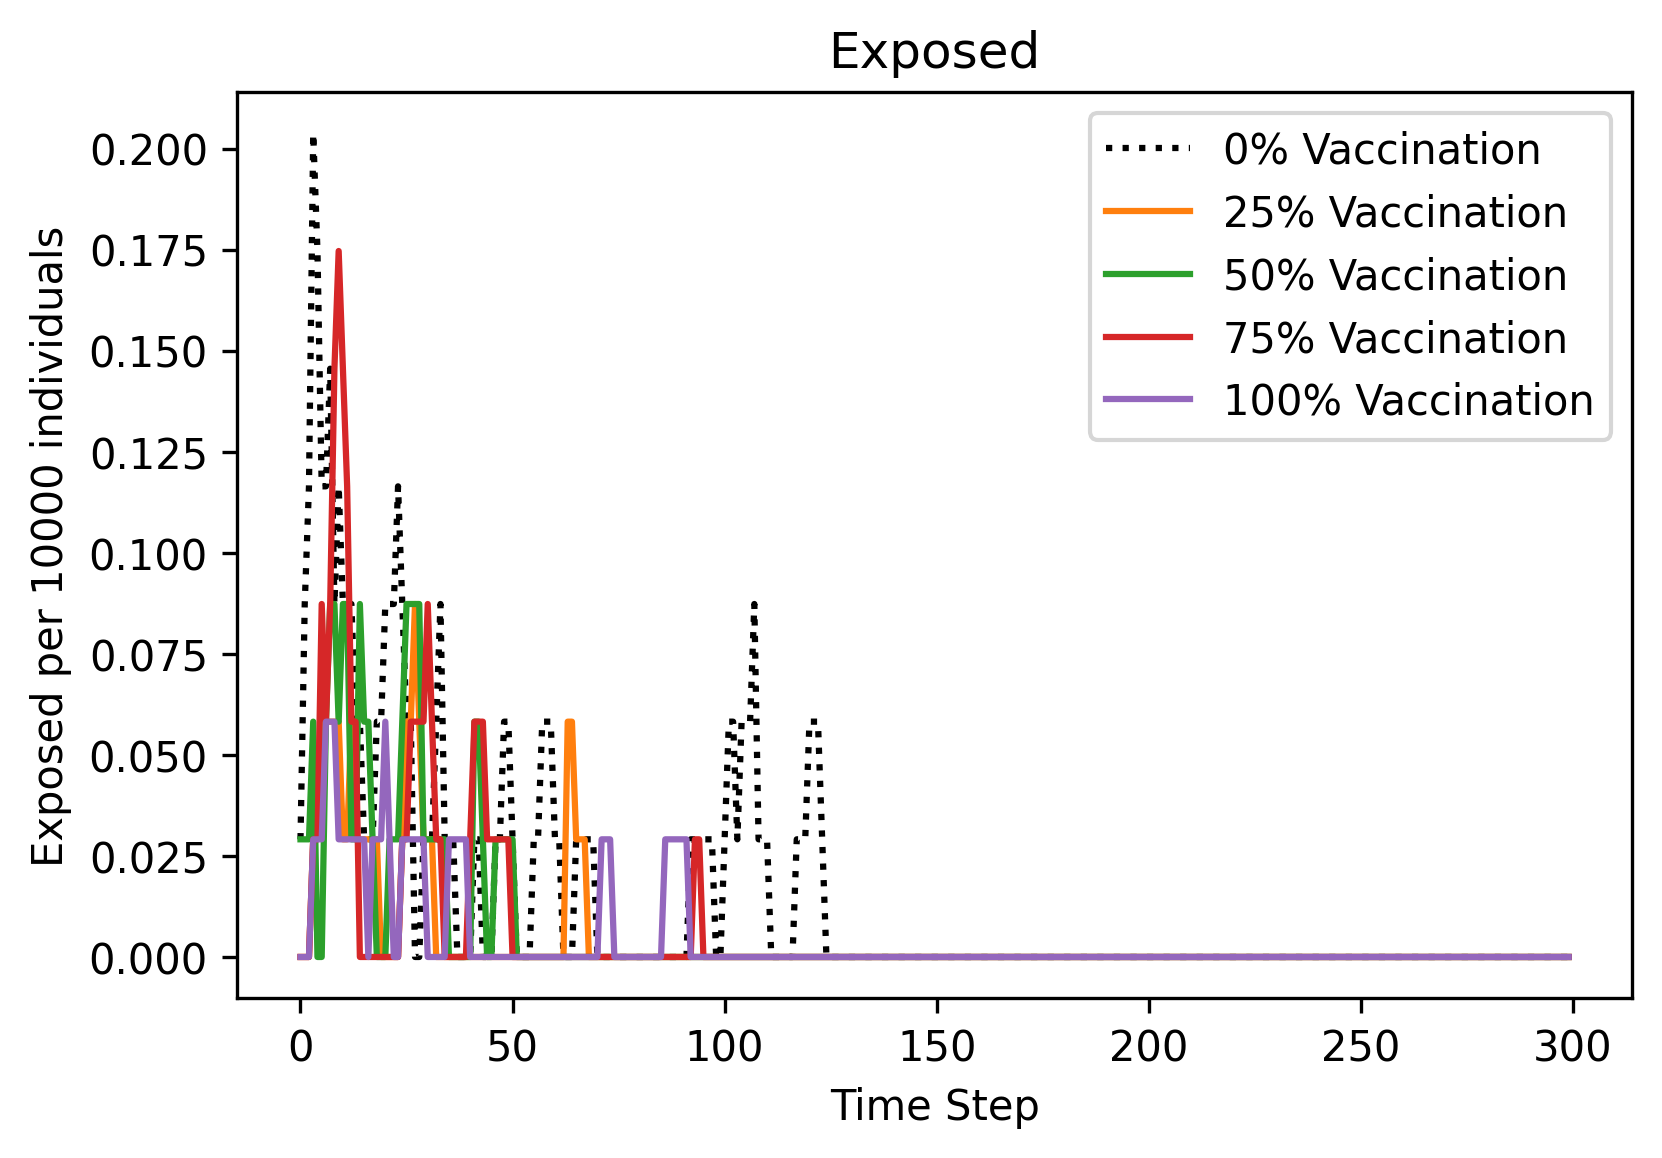 Exposed
0.200
0.175
0.150
0.125
0.100
0.075
0.050
0.025
0.000
Exposed per 10000 individuals
0% Vaccination
25% Vaccination
50% Vaccination
75% Vaccination
100% Vaccination
0 50 100 150 200 250 300
Time Step